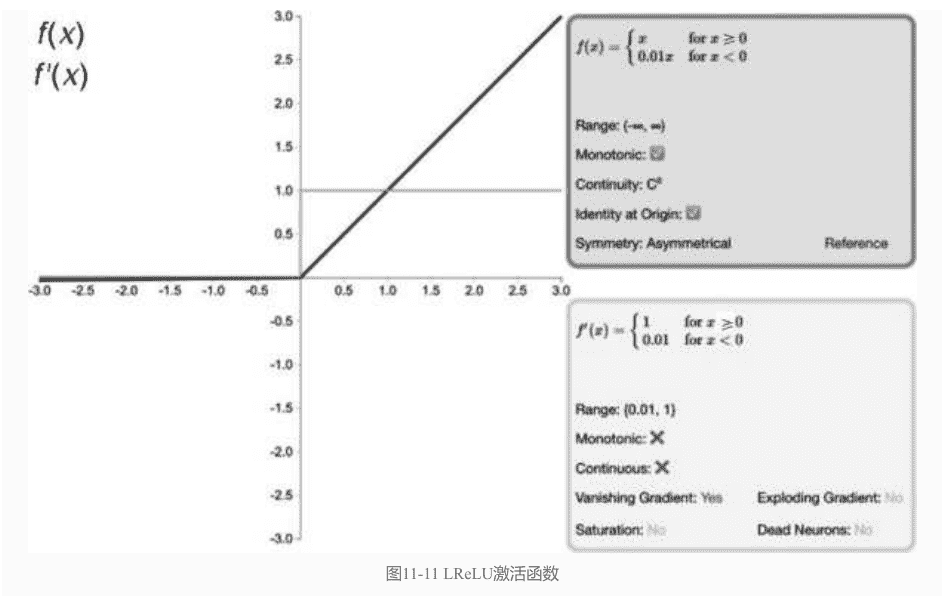 f(x)
f'(x)
3.0
2.5
2.0
1.5
1.0
0.5
-3.0 -2.5 -2.0 -1.5 -1.0 -0.5 0.5 1.0 1.5 2.0 2.5 3.0
-0.5
-1.0
-1.5
-2.0
-2.5
-3.0
f(x) = { x for x ≥ 0
0.01x for x < 0
Range: (-∞, ∞)
Monotonic: ☑
Continuity: C⁰
Identity at Origin: ☑
Symmetry: Asymmetrical Reference
f'(x) = { 1 for x ≥0
0.01 for x < 0
Range: {0.01, 1}
Monotonic: ✕
Continuous: ✕
Vanishing Gradient: Yes Exploding Gradient: No
Saturation: No Dead Neurons: No
图11-11 LReLU激活函数